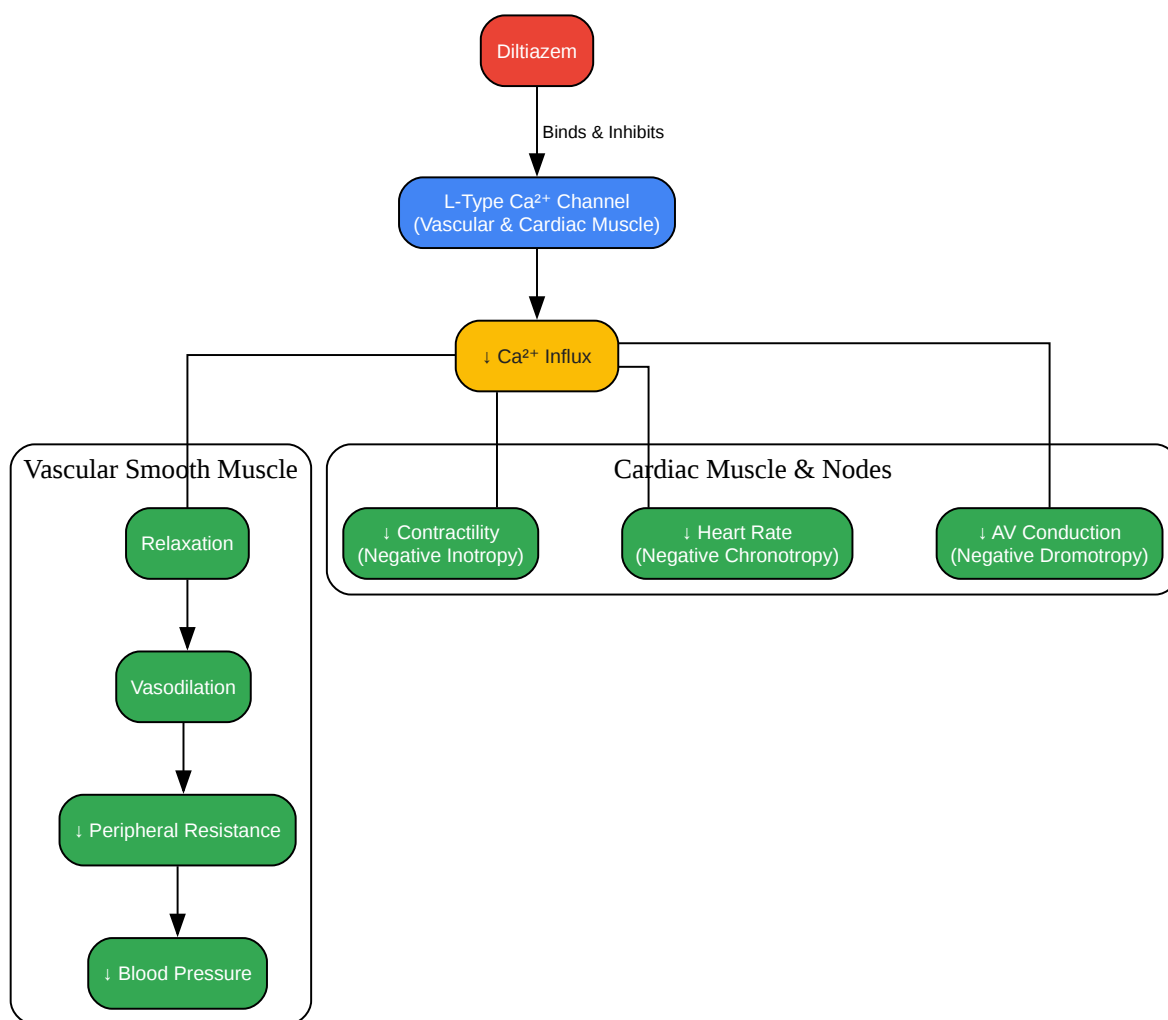 Diltiazem
Binds & Inhibits
L-Type Ca²⁺ Channel
(Vascular & Cardiac Muscle)
↓ Ca²⁺ Influx
Vascular Smooth Muscle
Relaxation
Vasodilation
↓ Peripheral Resistance
↓ Blood Pressure
Cardiac Muscle & Nodes
↓ Contractility
(Negative Inotropy)
↓ Heart Rate
(Negative Chronotropy)
↓ AV Conduction
(Negative Dromotropy)